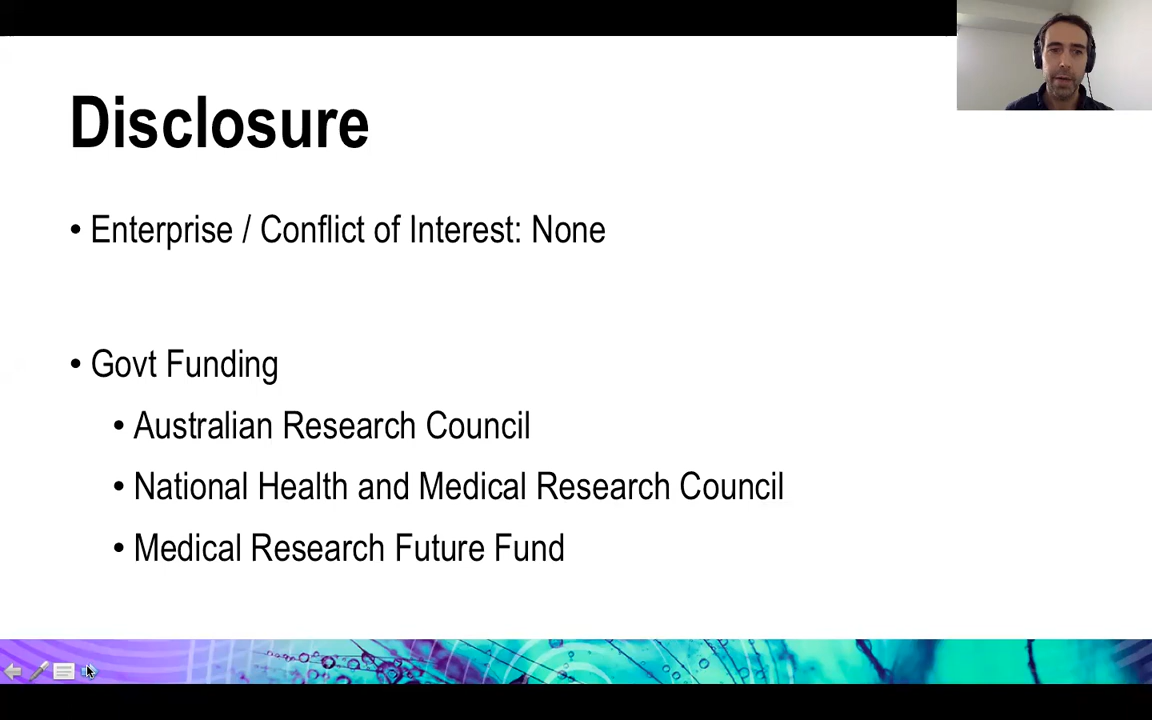 Disclosure
• Enterprise / Conflict of Interest: None
• Govt Funding
• Australian Research Council
• National Health and Medical Research Council
• Medical Research Future Fund